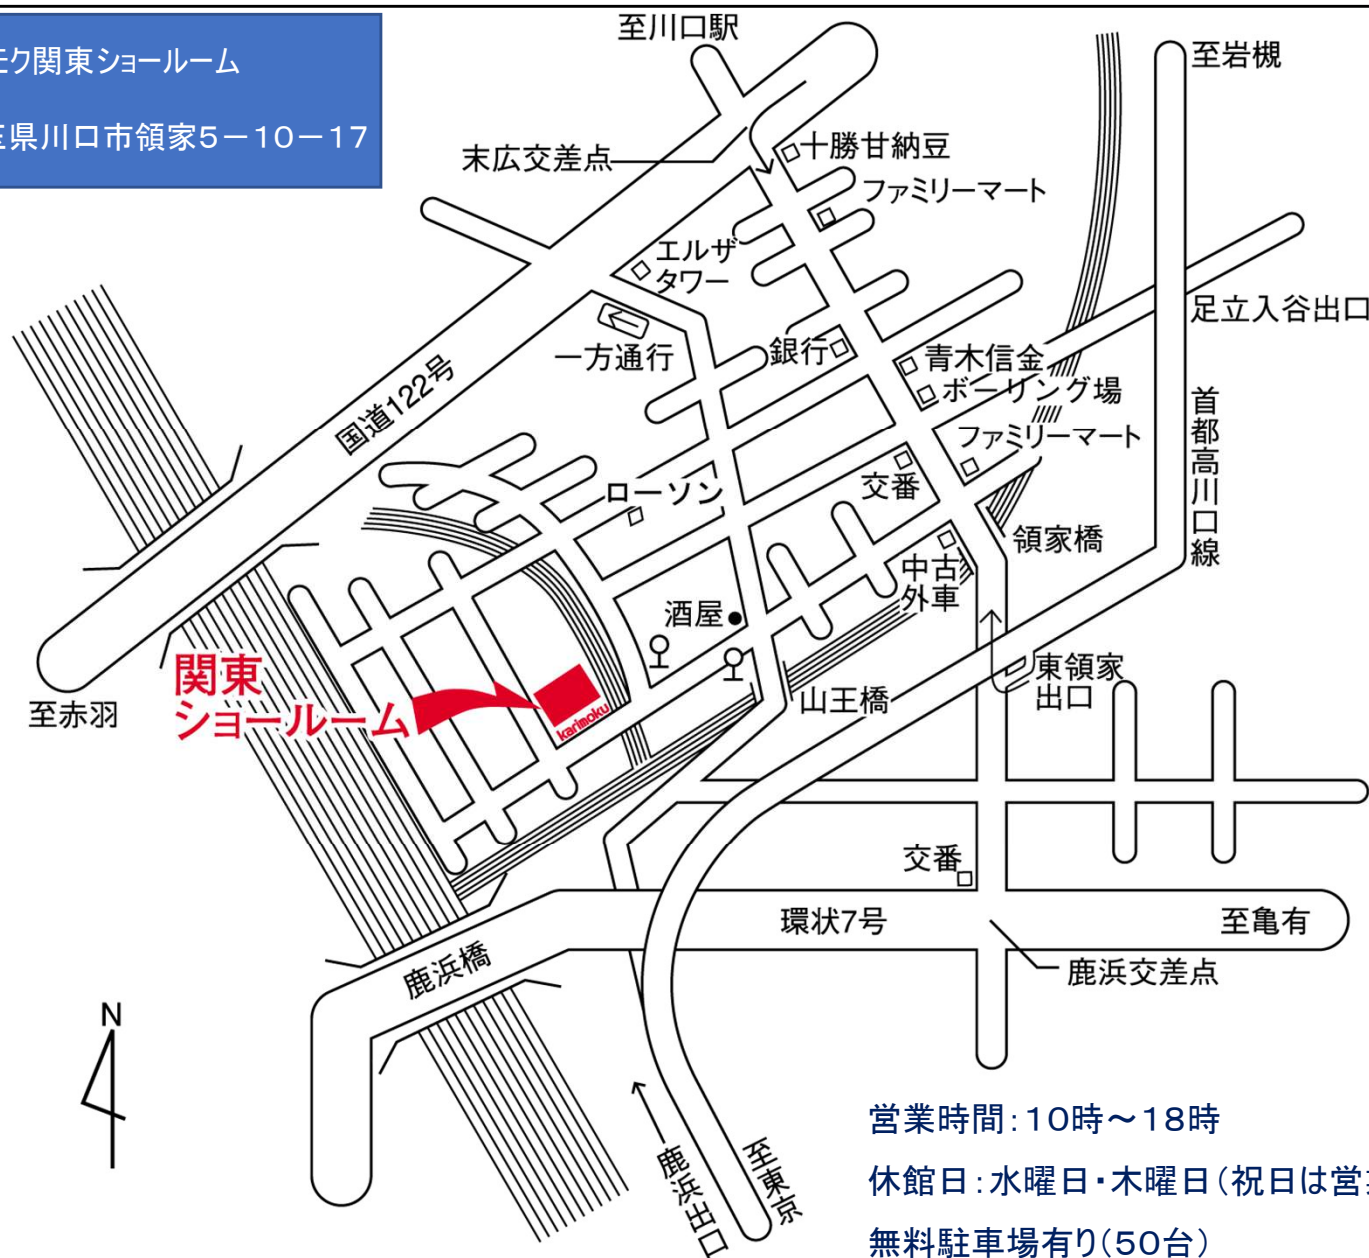 モク関東ショールーム
県川口市領家5－10－17
至川口駅
至岩槻
末広交差点
十勝甘納豆
ファミリーマート
エルザ
タワー
足立入谷出口
一方通行
銀行
青木信金
ボーリング場
国道122号
首都高川口線
ファミリーマート
ローソン
交番
領家橋
中古
外車
酒屋
関東
ショールーム
karimoku
東領家
出口
山王橋
至赤羽
交番
環状7号
至亀有
鹿浜橋
鹿浜交差点
N
鹿浜出口
至東京
営業時間：10時～18時
休館日：水曜日・木曜日（祝日は営
無料駐車場有り（50台）